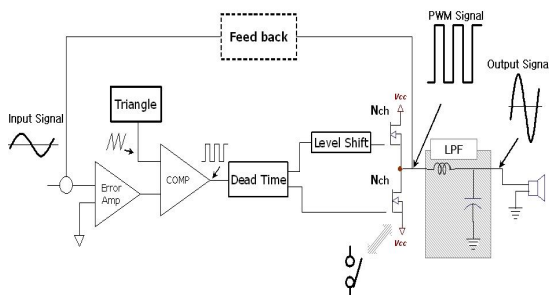 PWM Signal
Feed back
Output Signa
Triangle
Vcc
Input Signal
Nch
Level Shift
LPF
COMP
Error
Amp
Dead Time
Nch
Vcc